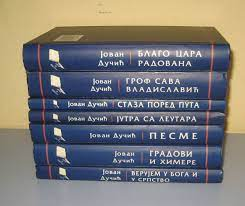 ЈОВАН ДУЧИЋ БЛАГО ЦАРА РАДОВАНА
ЈОВАН ДУЧИЋ ГРОФ САВА ВЛАДИСЛАВИЋ
ЈОВАН ДУЧИЋ СТАЗА ПОРЕД ПУТА
ЈОВАН ДУЧИЋ ЈУТРА СА ЛЕУТАРА
ЈОВАН ДУЧИЋ ПЕСМЕ
ЈОВАН ДУЧИЋ ГРАДОВИ И ХИМЕРЕ
ЈОВАН ДУЧИЋ ВЕРУЈЕМ У БОГА И У СРПСТВО